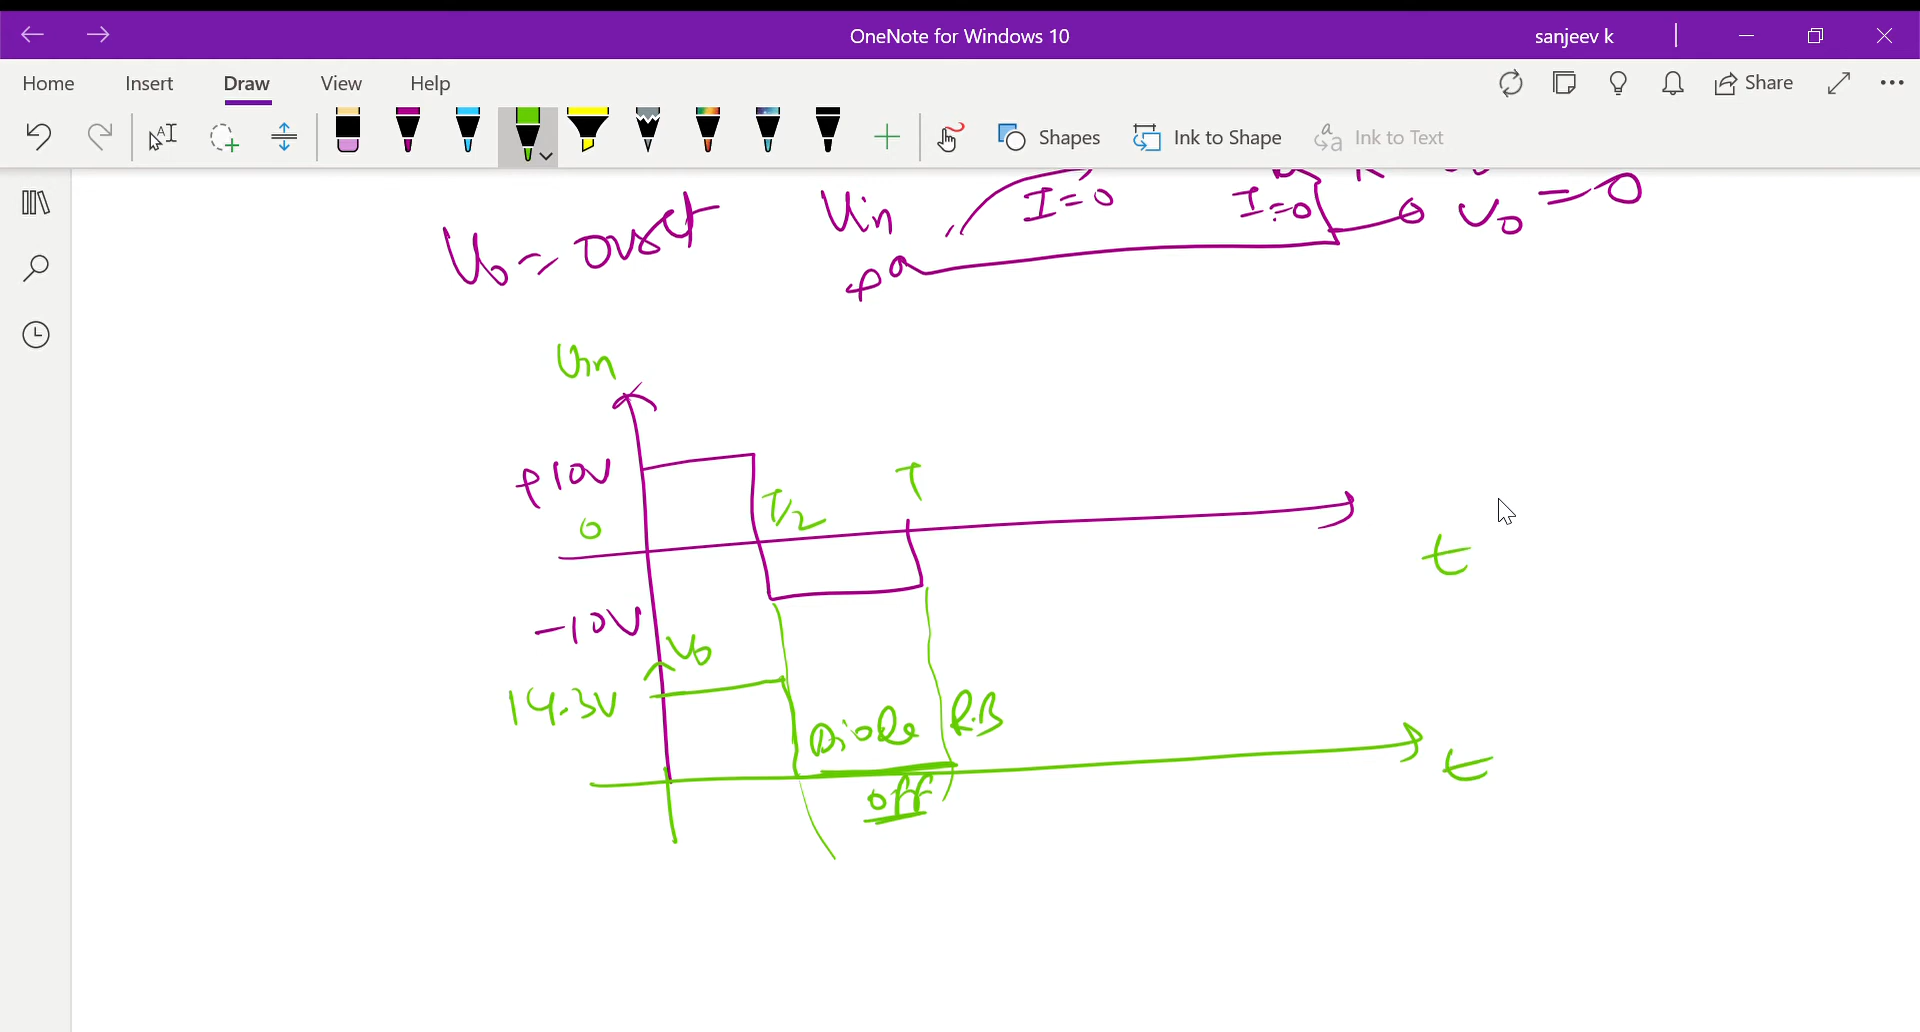 OneNote for Windows 10
sanjeev k
Home Insert Draw View Help
Share
Shapes Ink to Shape Ink to Text
Vin I=0 I=0 Vo =0
Vo =
Vin
+10V
T
T/2
0
t
-10V
Vo
14.3V
Diode R.B
t
off